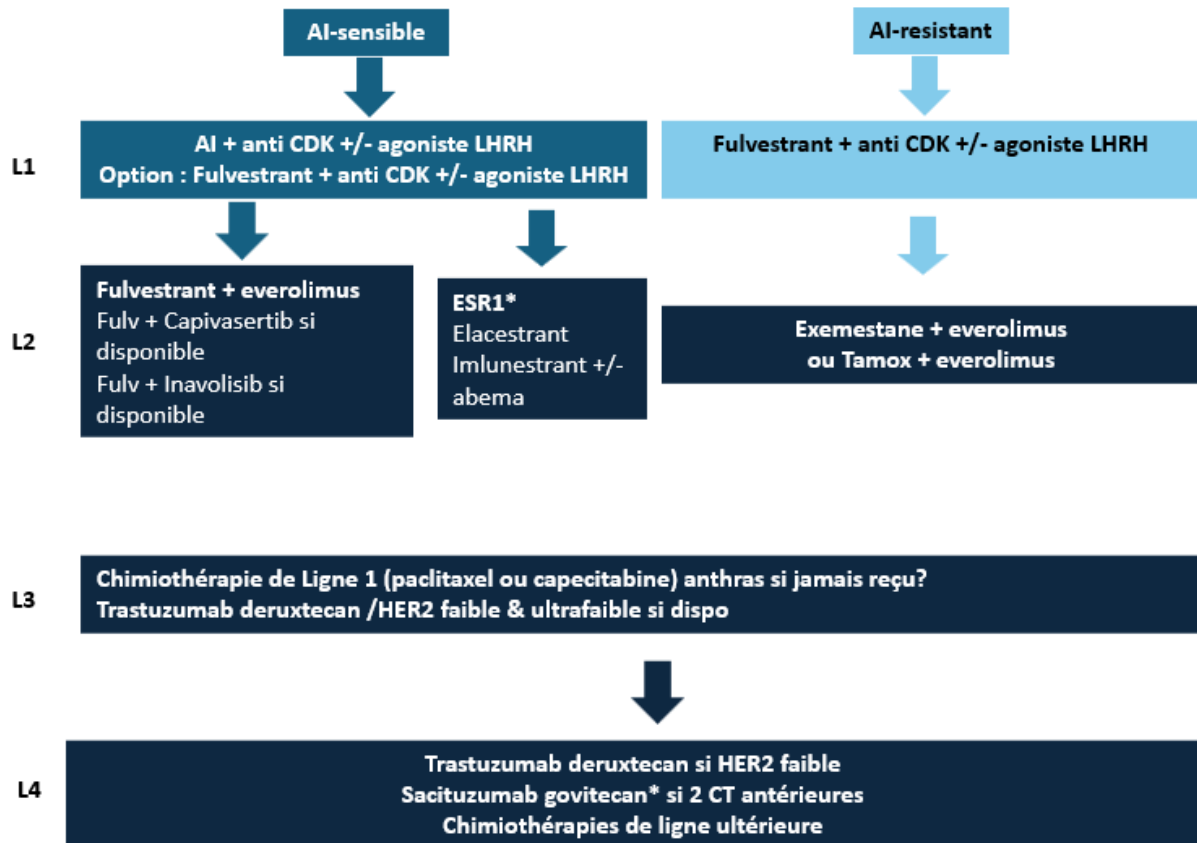 AI-sensible
AI-resistant
L1
AI + anti CDK +/- agoniste LHRH
Option : Fulvestrant + anti CDK +/- agoniste LHRH
Fulvestrant + anti CDK +/- agoniste LHRH
L2
Fulvestrant + everolimus
Fulv + Capivasertib si
disponible
Fulv + Inavolisib si
disponible
ESR1*
Elacestrant
Imlunestrant +/-
abema
Exemestane + everolimus
ou Tamox + everolimus
L3
Chimiothérapie de Ligne 1 (paclitaxel ou capecitabine) anthras si jamais reçu?
Trastuzumab deruxtecan /HER2 faible & ultrafaible si dispo
L4
Trastuzumab deruxtecan si HER2 faible
Sacituzumab govitecan* si 2 CT antérieures
Chimiothérapies de ligne ultérieure